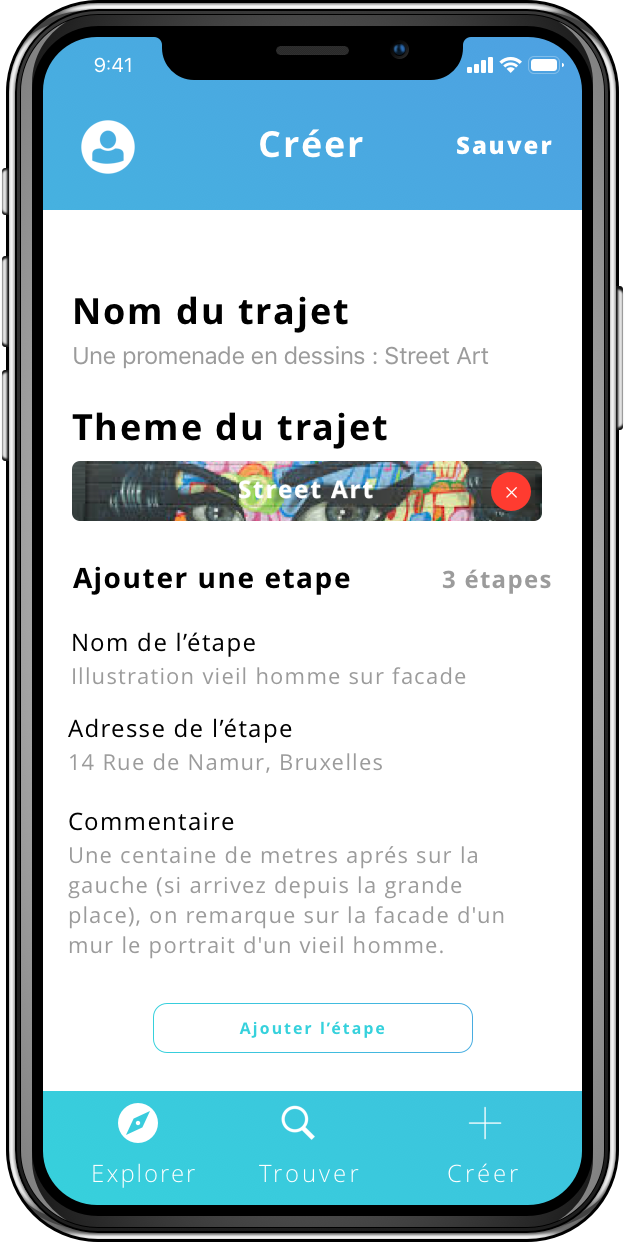 9:41
Créer
Sauver
Nom du trajet
Une promenade en dessins : Street Art
Theme du trajet
Street Art
Ajouter une etape
3 étapes
Nom de l’étape
Illustration vieil homme sur facade
Adresse de l’étape
14 Rue de Namur, Bruxelles
Commentaire
Une centaine de metres aprés sur la
gauche (si arrivez depuis la grande
place), on remarque sur la facade d'un
mur le portrait d'un vieil homme.
Ajouter l’étape
Explorer
Trouver
Créer